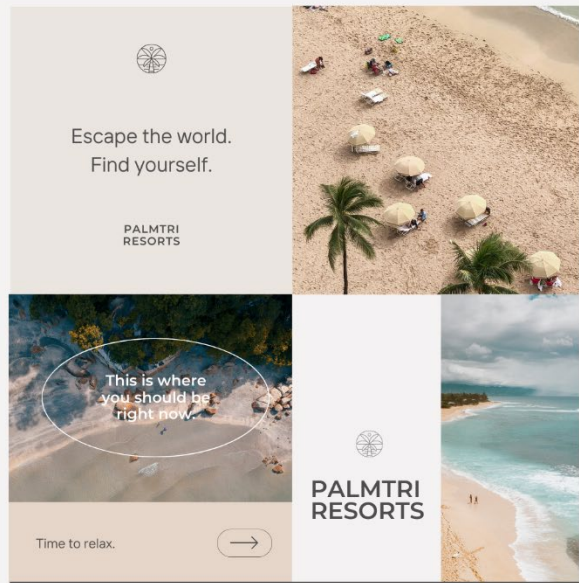 Escape the world.
Find yourself.
PALMTRI
RESORTS
This is where
you should be
right now.
Time to relax.
PALMTRI
RESORTS